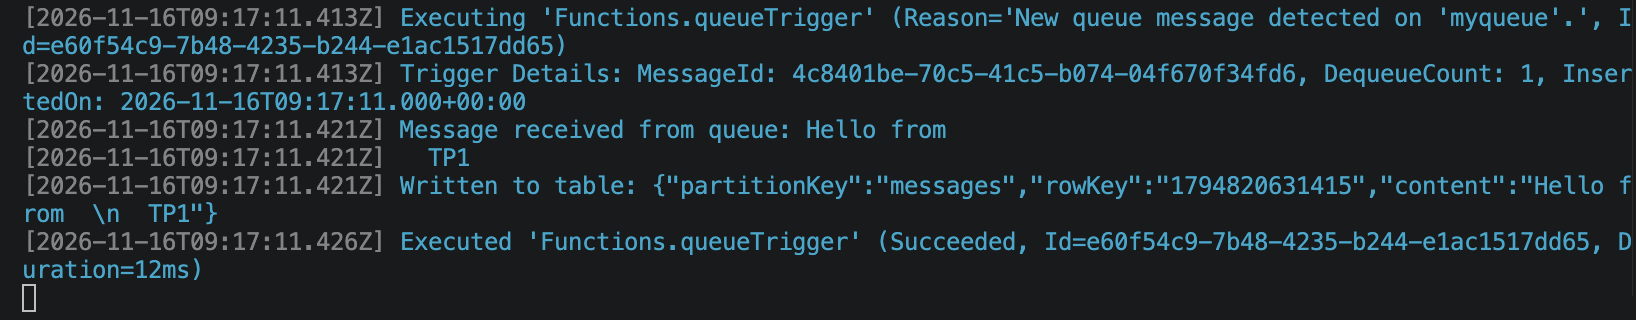 [2026-11-16T09:17:11.413Z] Executing 'Functions.queueTrigger' (Reason='New queue message detected on 'myqueue'.', I
d=e60f54c9-7b48-4235-b244-e1ac1517dd65)
[2026-11-16T09:17:11.413Z] Trigger Details: MessageId: 4c8401be-70c5-41c5-b074-04f670f34fd6, DequeueCount: 1, Inser
tedOn: 2026-11-16T09:17:11.000+00:00
[2026-11-16T09:17:11.421Z] Message received from queue: Hello from
[2026-11-16T09:17:11.421Z]   TP1
[2026-11-16T09:17:11.421Z] Written to table: {"partitionKey":"messages","rowKey":"1794820631415","content":"Hello f
rom  \n  TP1"}
[2026-11-16T09:17:11.426Z] Executed 'Functions.queueTrigger' (Succeeded, Id=e60f54c9-7b48-4235-b244-e1ac1517dd65, D
uration=12ms)